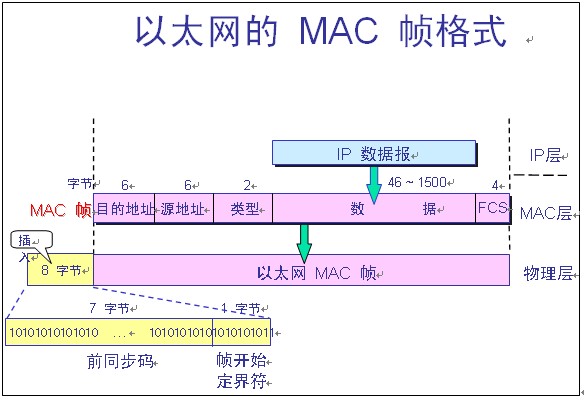 以太网的 MAC 帧格式
IP 数据报
IP层
字节 6 6 2 46 ~ 1500 4
MAC 帧 目的地址 源地址 类型 数 据 FCS MAC层
插
入
8 字节 以太网 MAC 帧 物理层
7 字节 1 字节
10101010101010 … 10101010101010101011
前同步码 帧开始
定界符